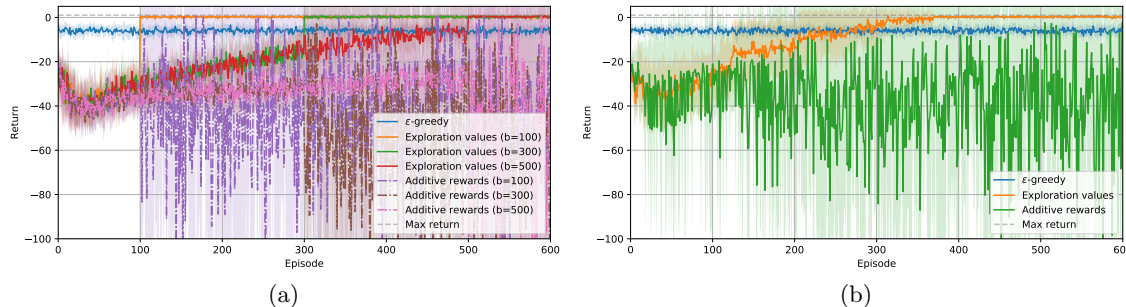 0
−20
−40
−60
−80
−100
Return
0
100
200
300
400
500
600
Episode
ε-greedy
Exploration values (b=100)
Exploration values (b=300)
Exploration values (b=500)
Additive rewards (b=100)
Additive rewards (b=300)
Additive rewards (b=500)
Max return
(a)
0
−20
−40
−60
−80
−100
Return
0
100
200
300
400
500
600
Episode
ε-greedy
Exploration values
Additive rewards
Max return
(b)